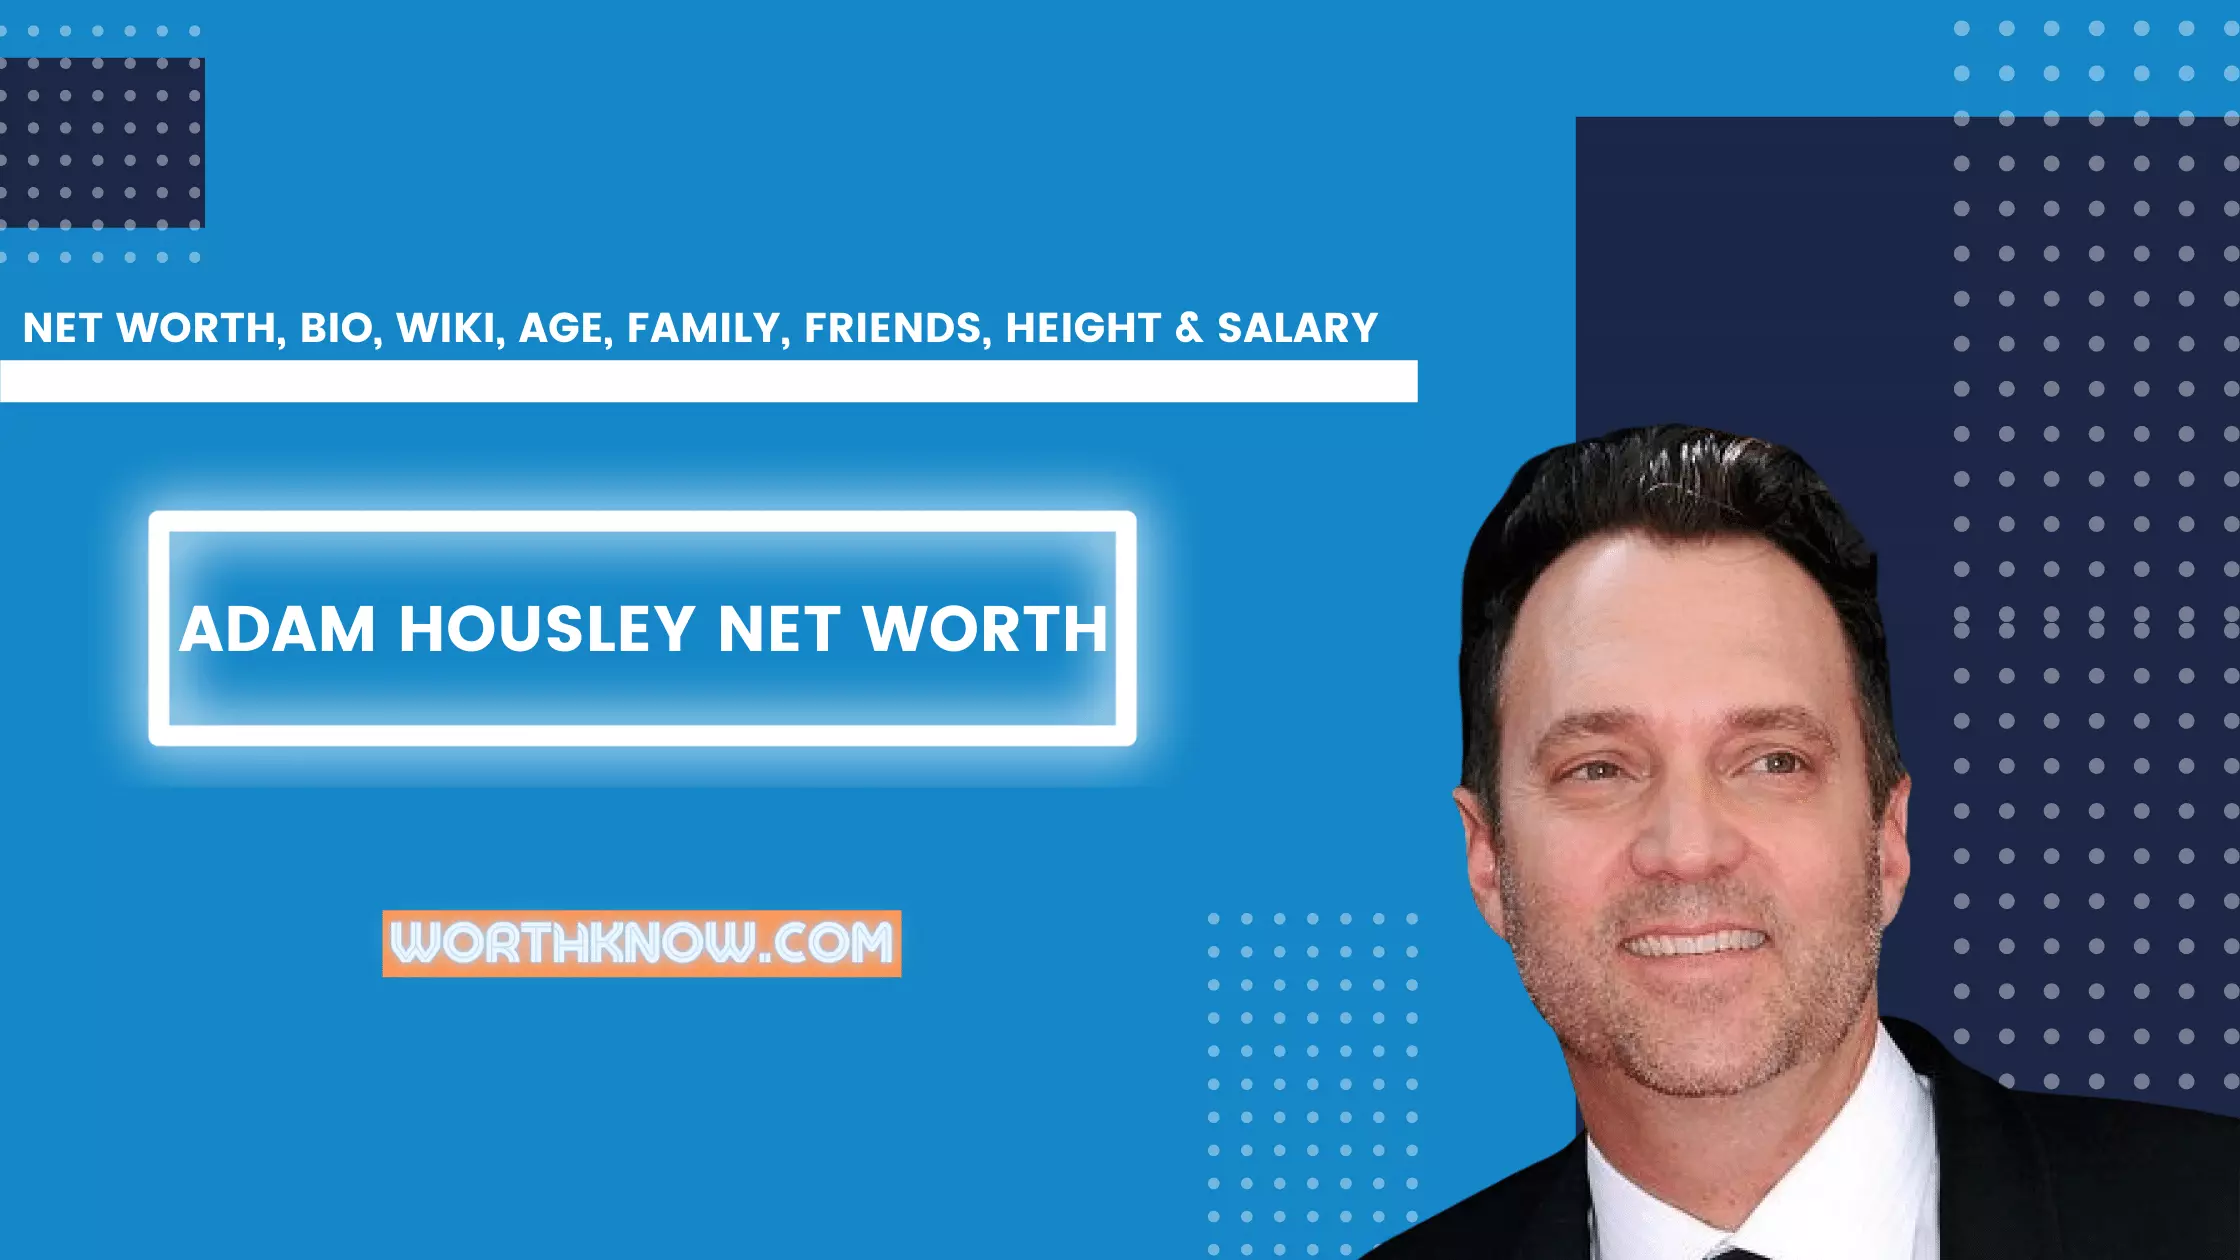 NET WORTH, BIO, WIKI, AGE, FAMILY, FRIENDS, HEIGHT & SALARY
ADAM HOUSLEY NET WORTH
WORTHKNOW.COM